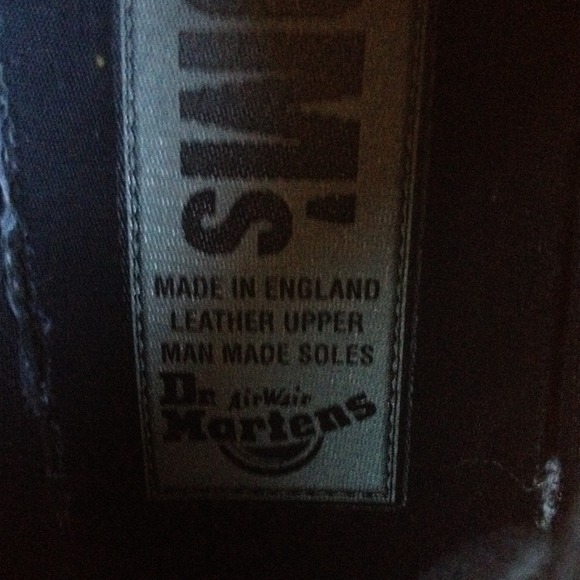 M'S
MADE IN ENGLAND
LEATHER UPPER
MAN MADE SOLES
Dr. AirWair
Martens